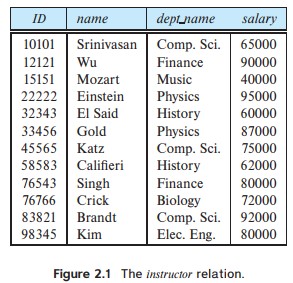 ID name dept_name salary
10101 Srinivasan Comp. Sci. 65000
12121 Wu Finance 90000
15151 Mozart Music 40000
22222 Einstein Physics 95000
32343 El Said History 60000
33456 Gold Physics 87000
45565 Katz Comp. Sci. 75000
58583 Califieri History 62000
76543 Singh Finance 80000
76766 Crick Biology 72000
83821 Brandt Comp. Sci. 92000
98345 Kim Elec. Eng. 80000
Figure 2.1 The instructor relation.